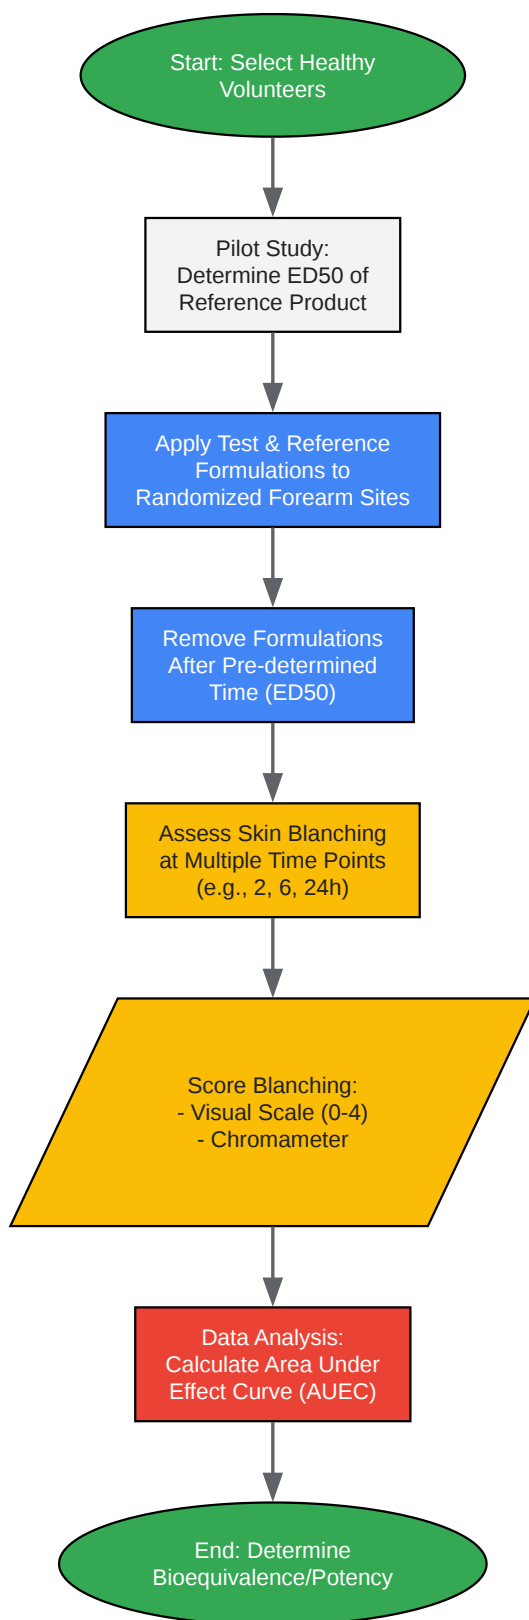 Start: Select Healthy
Volunteers
Pilot Study:
Determine ED50 of
Reference Product
Apply Test & Reference
Formulations to
Randomized Forearm Sites
Remove Formulations
After Pre-determined
Time (ED50)
Assess Skin Blanching
at Multiple Time Points
(e.g., 2, 6, 24h)
Score Blanching:
- Visual Scale (0-4)
- Chromameter
Data Analysis:
Calculate Area Under
Effect Curve (AUEC)
End: Determine
Bioequivalence/Potency